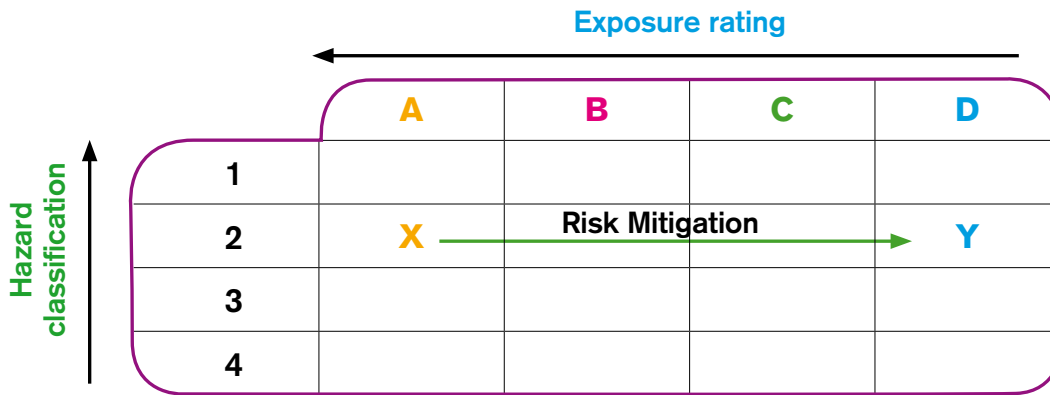 Exposure rating
A B C D
Hazard
classification
1
2 X Risk Mitigation Y
3
4